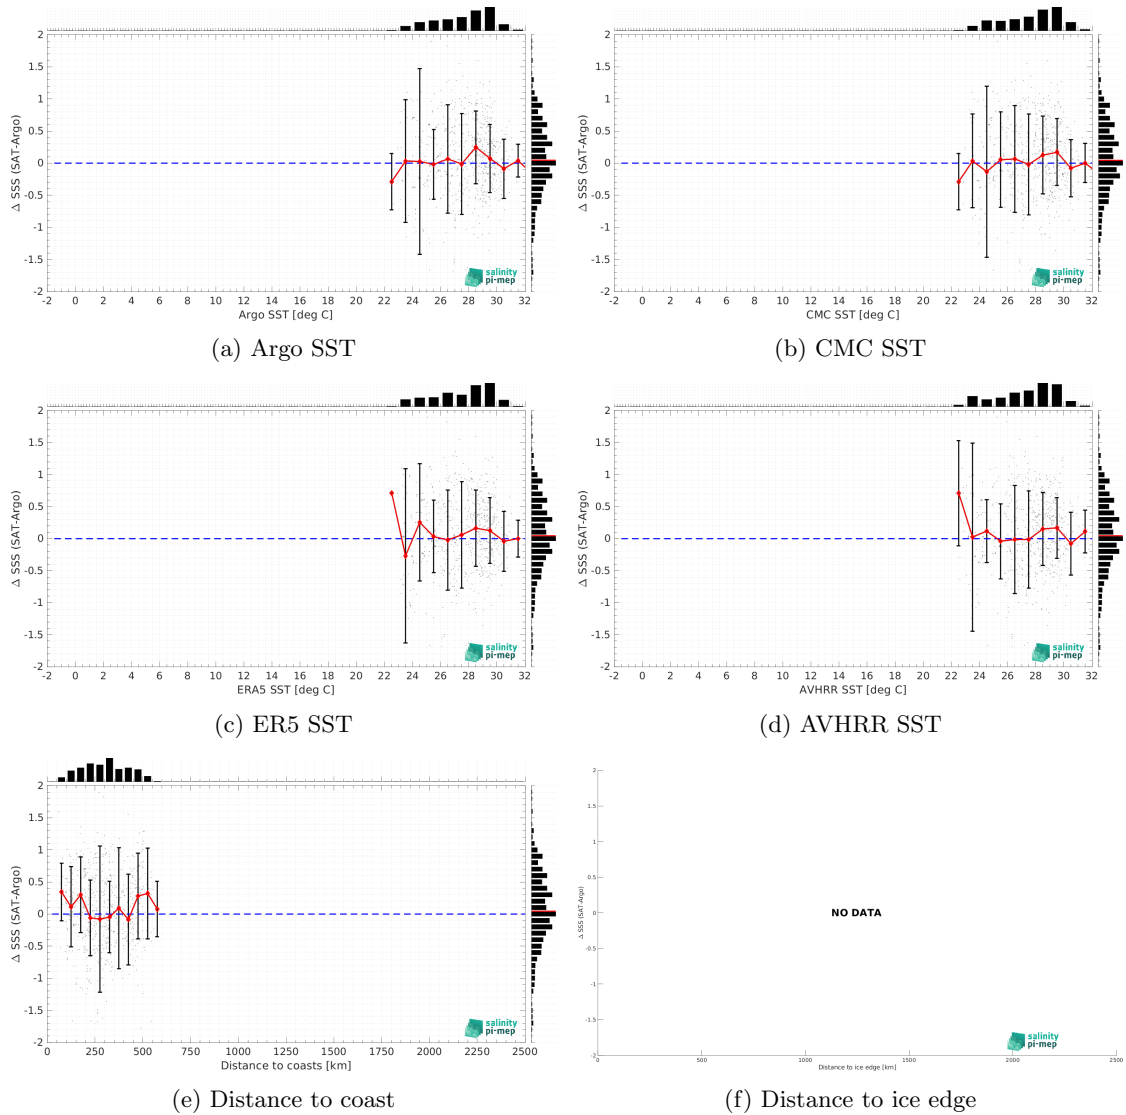 2
1.5
1
0.5
0
-0.5
-1
-1.5
-2
Δ SSS (SAT-Argo)
-2 0 2 4 6 8 10 12 14 16 18 20 22 24 26 28 30 32
Argo SST [deg C]
salinity
pi-mep
(a) Argo SST
2
1.5
1
0.5
0
-0.5
-1
-1.5
-2
Δ SSS (SAT-Argo)
-2 0 2 4 6 8 10 12 14 16 18 20 22 24 26 28 30 32
CMC SST [deg C]
salinity
pi-mep
(b) CMC SST
2
1.5
1
0.5
0
-0.5
-1
-1.5
-2
Δ SSS (SAT-Argo)
-2 0 2 4 6 8 10 12 14 16 18 20 22 24 26 28 30 32
ERA5 SST [deg C]
salinity
pi-mep
(c) ER5 SST
2
1.5
1
0.5
0
-0.5
-1
-1.5
-2
Δ SSS (SAT-Argo)
-2 0 2 4 6 8 10 12 14 16 18 20 22 24 26 28 30 32
AVHRR SST [deg C]
salinity
pi-mep
(d) AVHRR SST
2
1.5
1
0.5
0
-0.5
-1
-1.5
-2
Δ SSS (SAT-Argo)
0 250 500 750 1000 1250 1500 1750 2000 2250 2500
Distance to coasts [km]
salinity
pi-mep
(e) Distance to coast
2
1.5
1
0.5
0
-0.5
-1
-1.5
-2
Δ SSS (SAT-Argo)
NO DATA
0 500 1000 1500 2000 2500
Distance to ice edge [km]
salinity
pi-mep
(f) Distance to ice edge